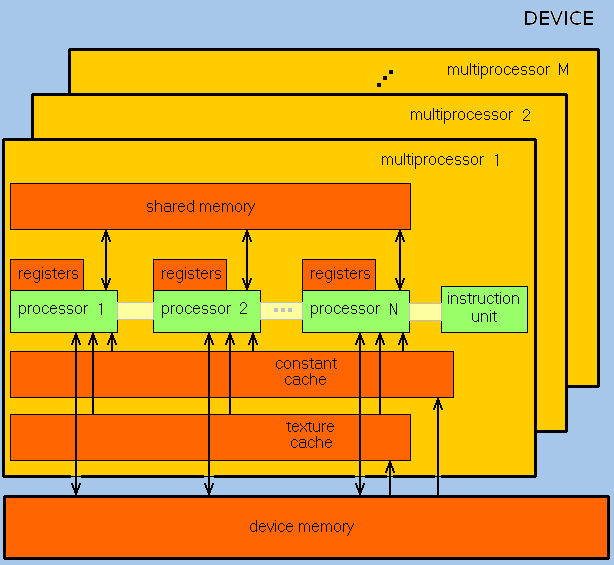 DEVICE
multiprocessor M
multiprocessor 2
multiprocessor 1
shared memory
registers
registers
registers
processor 1
processor 2
processor N
instruction
unit
constant
cache
texture
cache
device memory